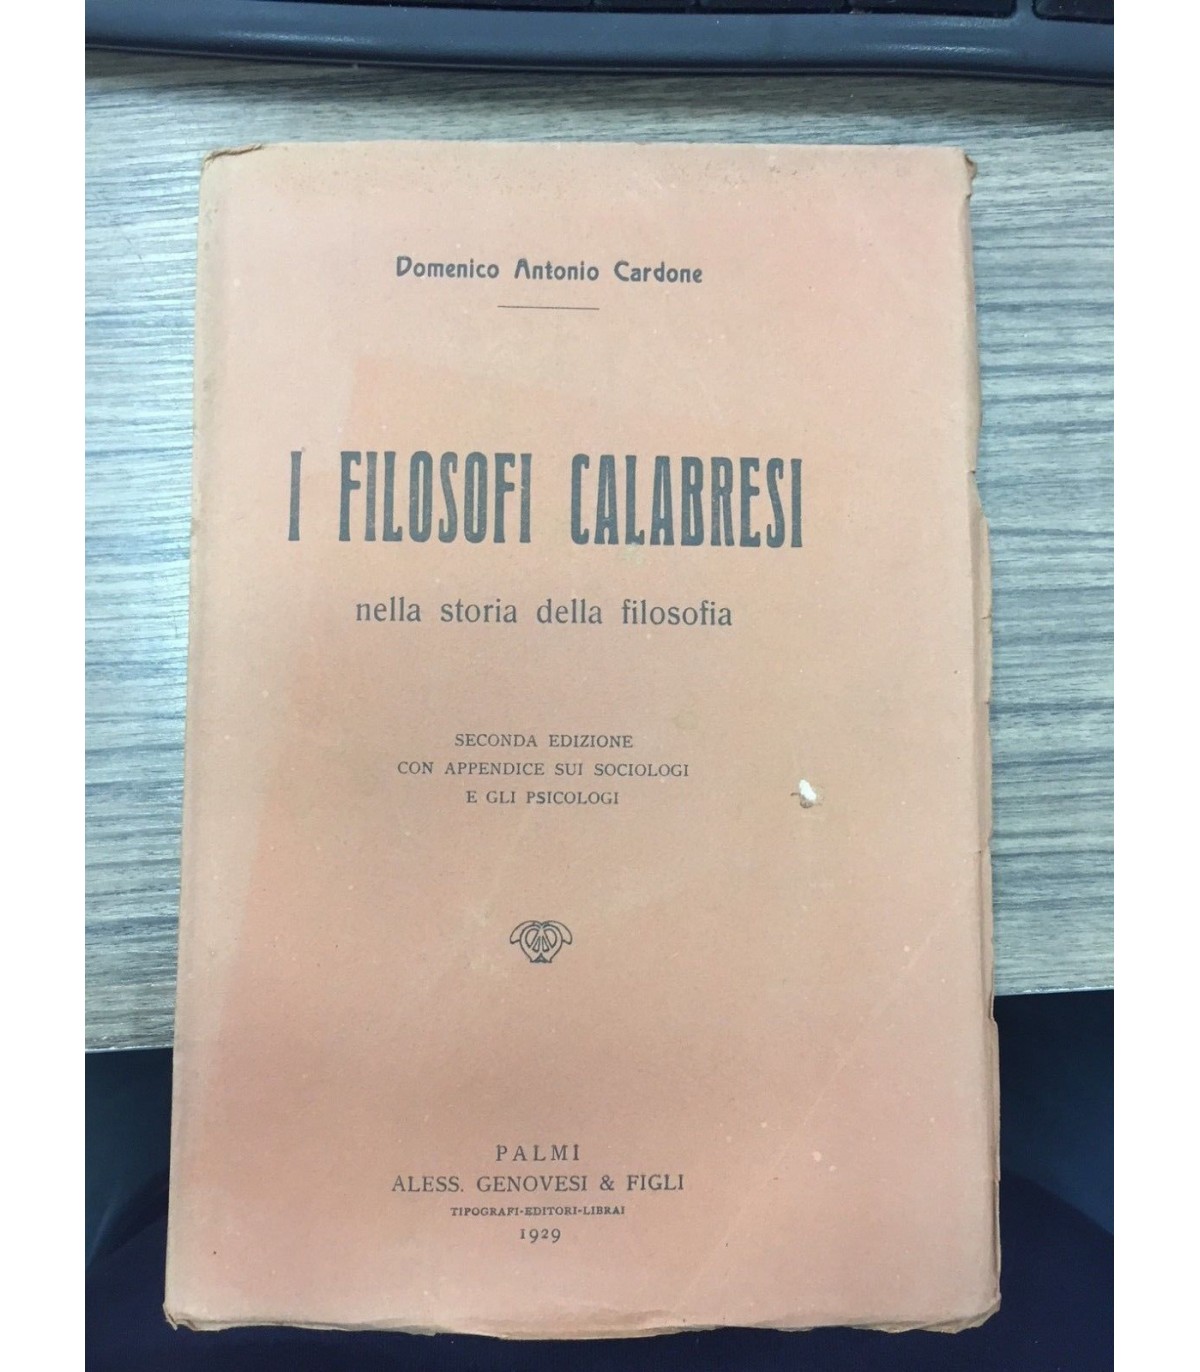 Domenico Antonio Cardone
I FILOSOFI CALABRESI
nella storia della filosofia
SECONDA EDIZIONE
CON APPENDICE SUI SOCIOLOGI
E GLI PSICOLOGI
PALMI
ALESS. GENOVESI & FIGLI
TIPOGRAFI-EDITORI-LIBRAI
1929